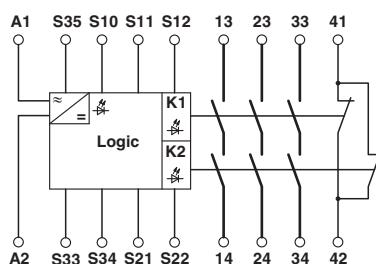 A1 S35 S10 S11 S12 13 23 33 41
≂ =
K1
Logic
K2
A2 S33 S34 S21 S22 14 24 34 42